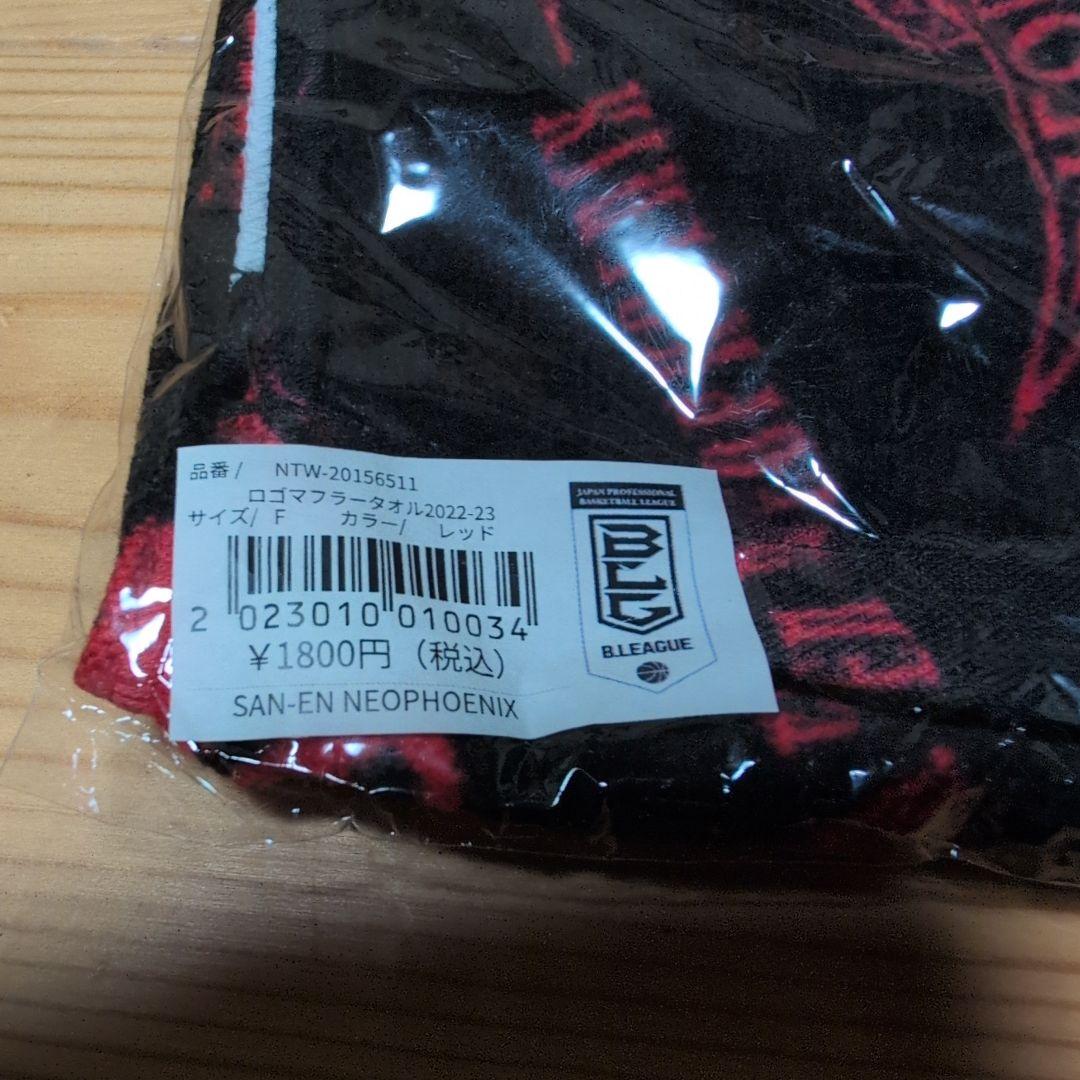 品番/ NTW-20156511
ロゴマフラータオル2022-23
サイズ/ F カラー/ レッド
2 023010 010034
¥1800円（税込）
SAN-EN NEOPHOENIX
JAPAN PROFESSIONAL
BASKETBALL LEAGUE
B.LEAGUE